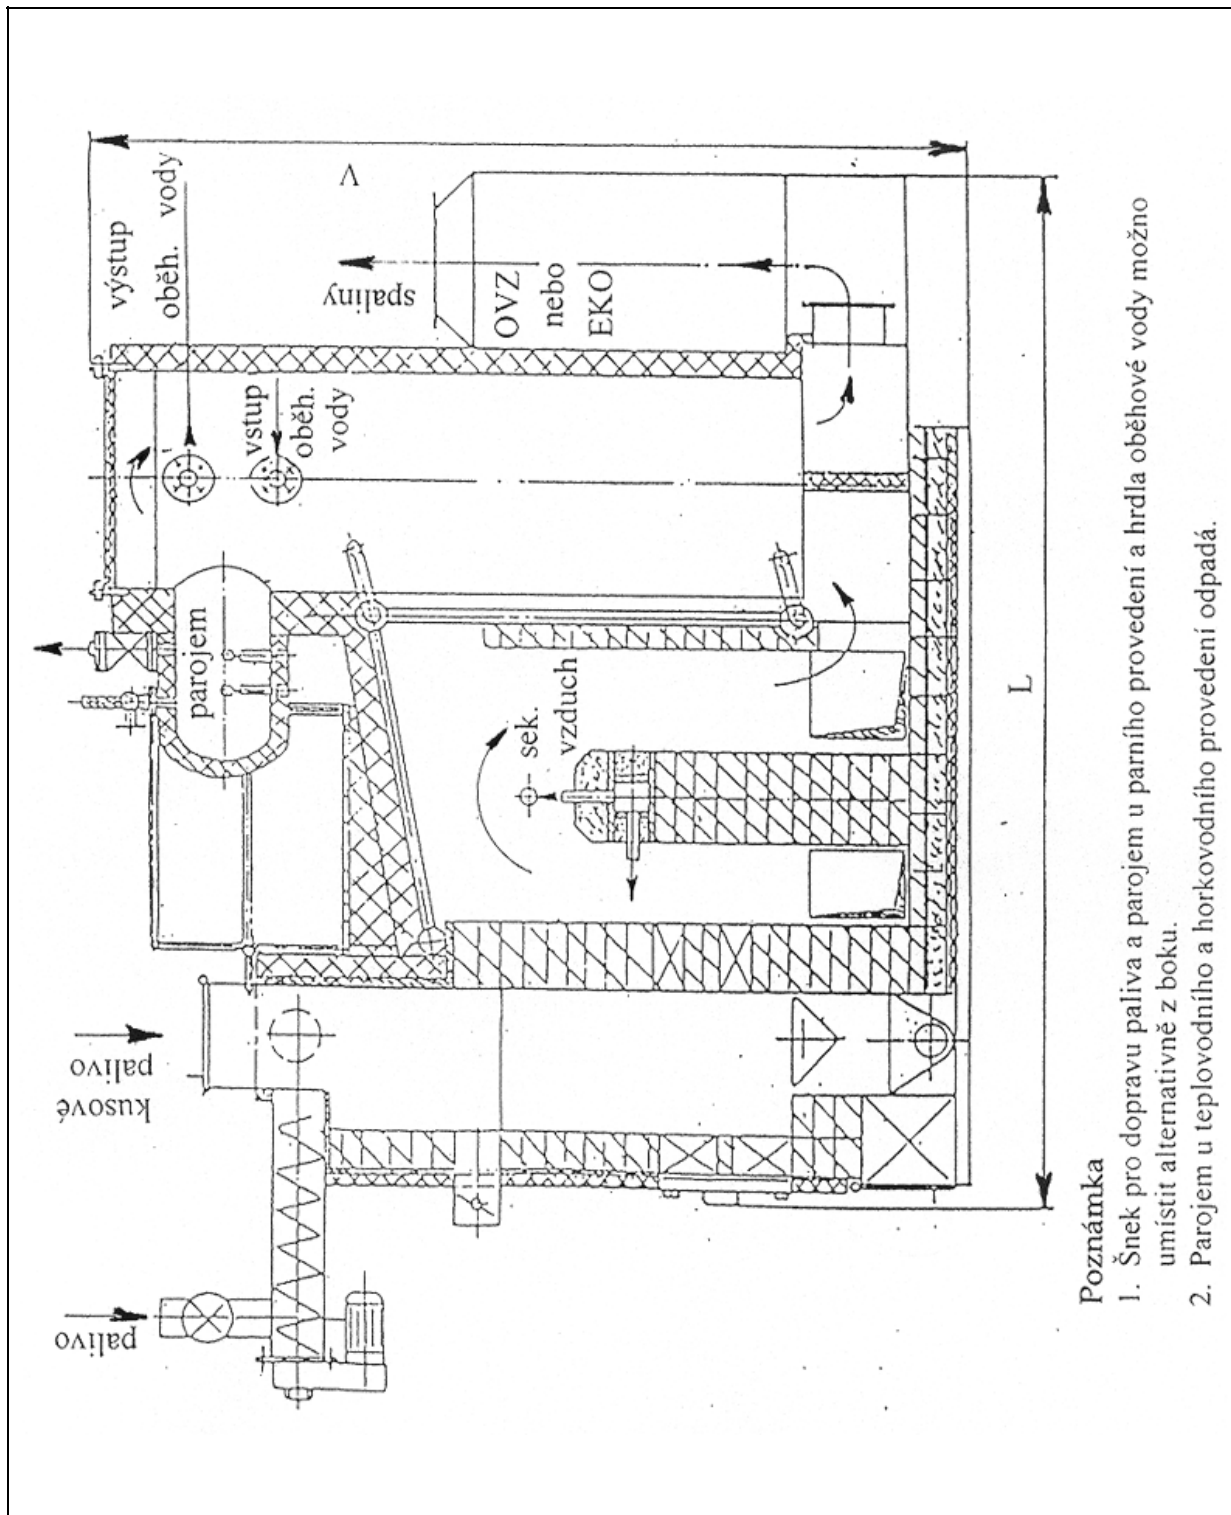 výstup
oběh. vody
V
vstup
oběh.
vody
spaliny
OVZ
nebo
EKO
parojem
sek.
vzduch
kusové
palivo
palivo
L
Poznámka
1. Šnek pro dopravu paliva a parojem u parního provedení a hrdla oběhové vody možno
umístit alternativně z boku.
2. Parojem u teplovodního a horkovodního provedení odpadá.